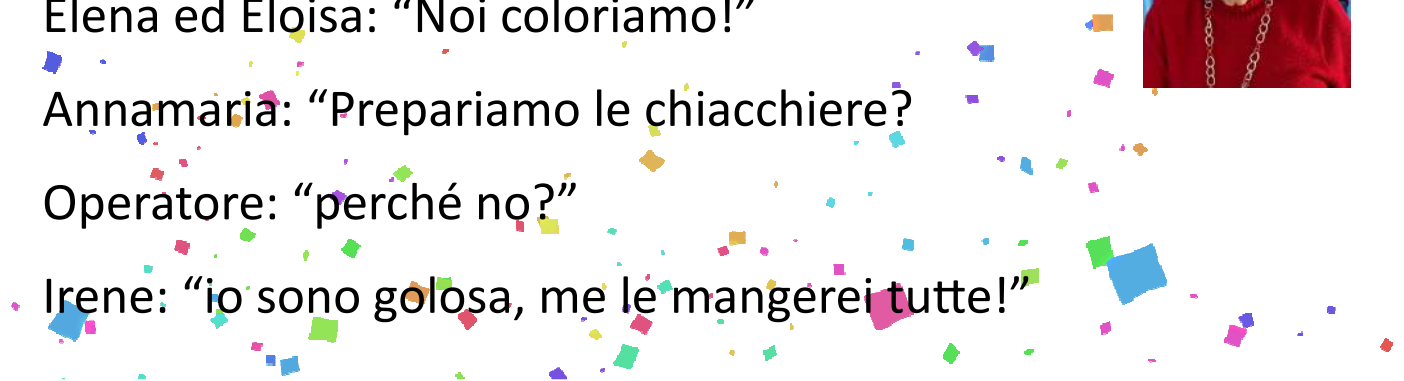 Elena ed Eloisa: “Noi coloriamo!”
Annamaria: “Prepariamo le chiacchiere?
Operatore: “perché no?”
Irene: “io sono golosa, me le mangerei tutte!”